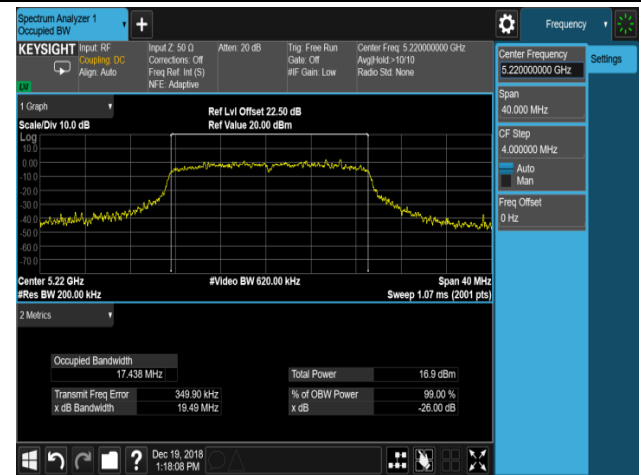 Spectrum Analyzer 1
Occupied BW
+
Frequency
KEYSIGHT
Input: RF
Coupling: DC
Align: Auto
Input Z: 50 Ω
Corrections: Off
Freq Ref: Int (S)
NFE: Adaptive
Atten: 20 dB
Trig: Free Run
Gate: Off
#IF Gain: Low
Center Freq: 5.220000000 GHz
Avg|Hold:>10/10
Radio Std: None
Center Frequency
5.220000000 GHz
Settings
Span
40.000 MHz
CF Step
4.000000 MHz
Auto
Man
Freq Offset
0 Hz
1 Graph
Scale/Div 10.0 dB
Ref Lvl Offset 22.50 dB
Ref Value 20.00 dBm
Log
10.0
0.00
-10.0
-20.0
-30.0
-40.0
-50.0
-60.0
-70.0
Center 5.22 GHz
#Res BW 200.00 kHz
#Video BW 620.00 kHz
Span 40 MHz
Sweep 1.07 ms (2001 pts)
2 Metrics
Occupied Bandwidth
17.438 MHz
Total Power 16.9 dBm
Transmit Freq Error 349.90 kHz
% of OBW Power 99.00 %
x dB Bandwidth 19.49 MHz
x dB -26.00 dB
?
Dec 19, 2018
1:18:08 PM